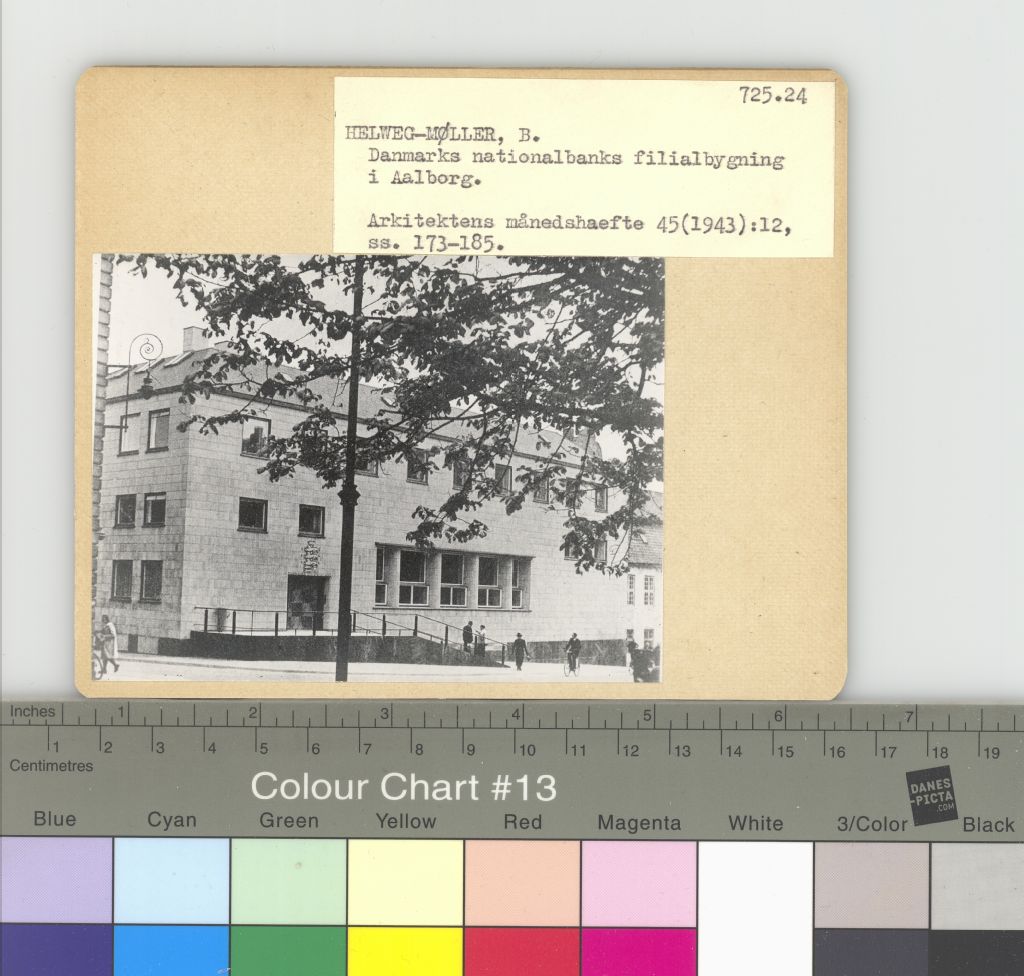 725.24
HELWEG-MØLLER, B.
Danmarks nationalbanks filialbygning
i Aalborg.
Arkitektens månedshaefte 45(1943):12,
ss. 173-185.
Inches 1 2 3 4 5 6 7
1 2 3 4 5 6 7 8 9 10 11 12 13 14 15 16 17 18 19
Centimetres
Colour Chart #13
DANES
-PICTA
.COM
Blue Cyan Green Yellow Red Magenta White 3/Color Black